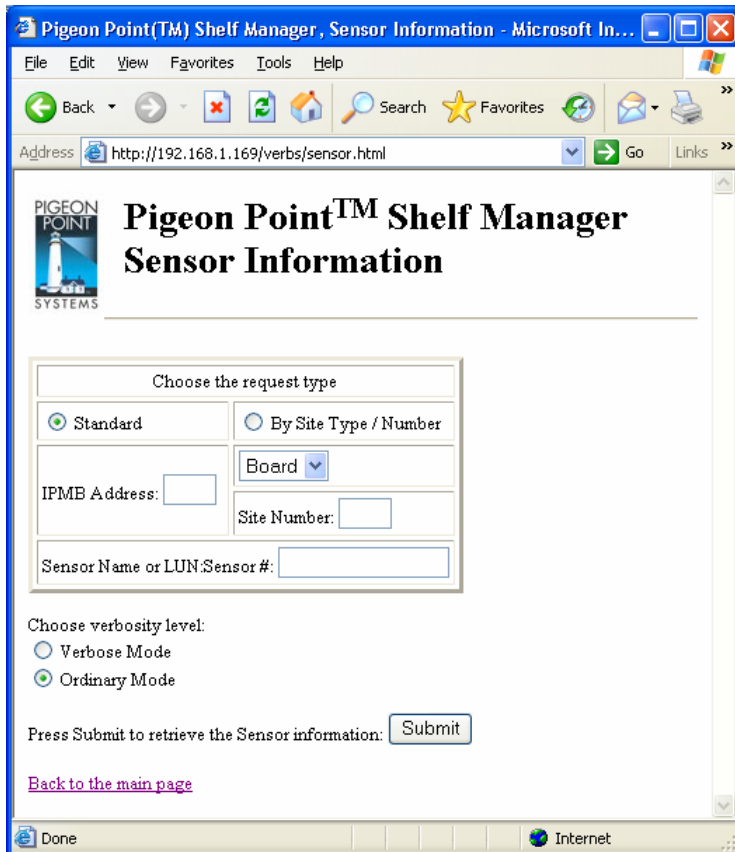 Pigeon Point(TM) Shelf Manager, Sensor Information - Microsoft In...
File Edit View Favorites Tools Help
Back Search Favorites »
Address http://192.168.1.169/verbs/sensor.html Go Links »
PIGEON
POINT
SYSTEMS
Pigeon Point™ Shelf Manager
Sensor Information
Choose the request type
Standard By Site Type / Number
IPMB Address: Board
Site Number:
Sensor Name or LUN:Sensor #:
Choose verbosity level:
Verbose Mode
Ordinary Mode
Press Submit to retrieve the Sensor information: Submit
Back to the main page
Done Internet